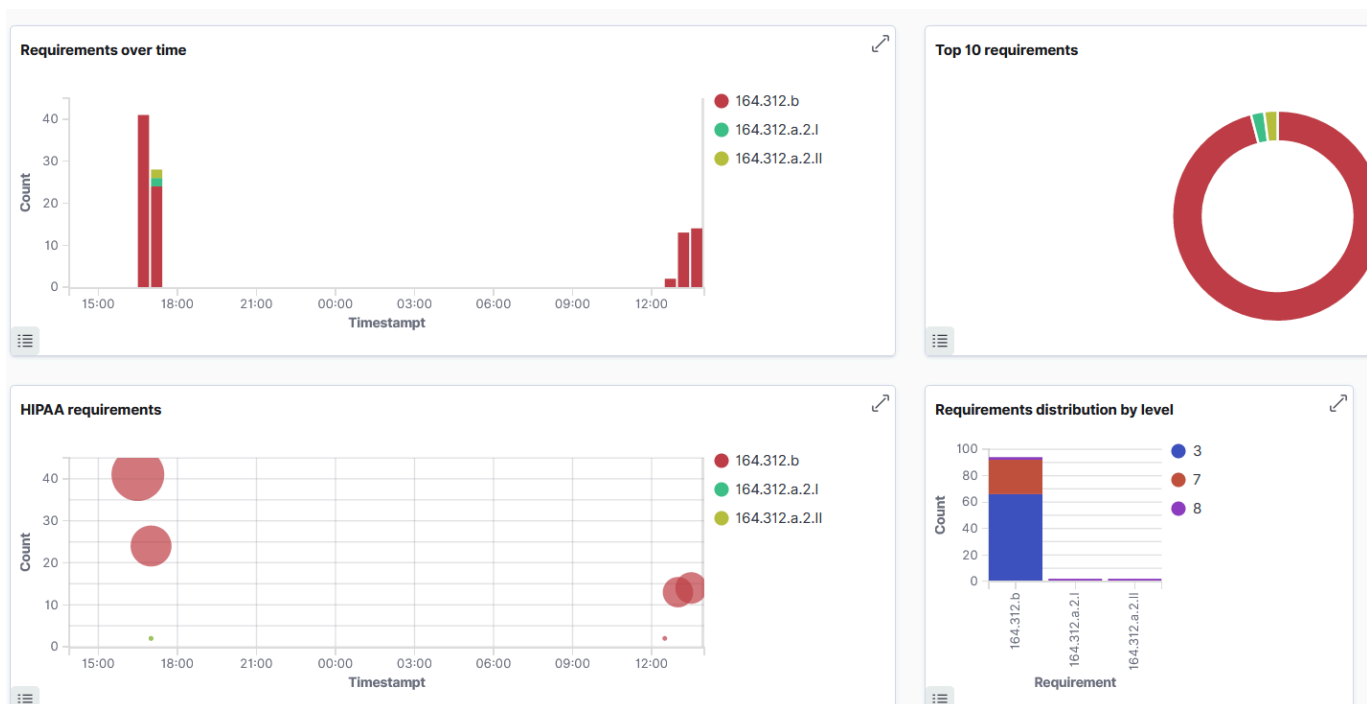 Requirements over time
Count
40
30
20
10
0
15:00 18:00 21:00 00:00 03:00 06:00 09:00 12:00
Timestampt
164.312.b
164.312.a.2.I
164.312.a.2.II
Top 10 requirements
HIPAA requirements
Count
40
30
20
10
0
15:00 18:00 21:00 00:00 03:00 06:00 09:00 12:00
Timestampt
164.312.b
164.312.a.2.I
164.312.a.2.II
Requirements distribution by level
Count
100
80
60
40
20
0
164.312.b
164.312.a.2.I
164.312.a.2.II
Requirement
3
7
8